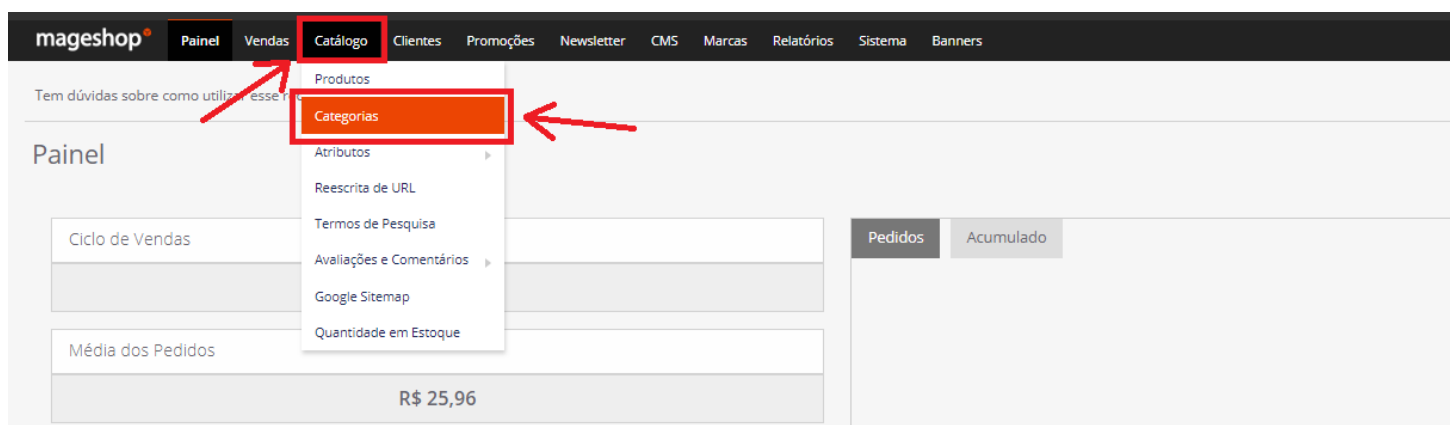 mageshop Painel Vendas Catálogo Clientes Promoções Newsletter CMS Marcas Relatórios Sistema Banners
Tem dúvidas sobre como utilizar esse
Produtos
Categorias
Atributos
Reescrita de URL
Termos de Pesquisa
Avaliações e Comentários
Google Sitemap
Quantidade em Estoque
Painel
Ciclo de Vendas
Média dos Pedidos
R$ 25,96
Pedidos Acumulado